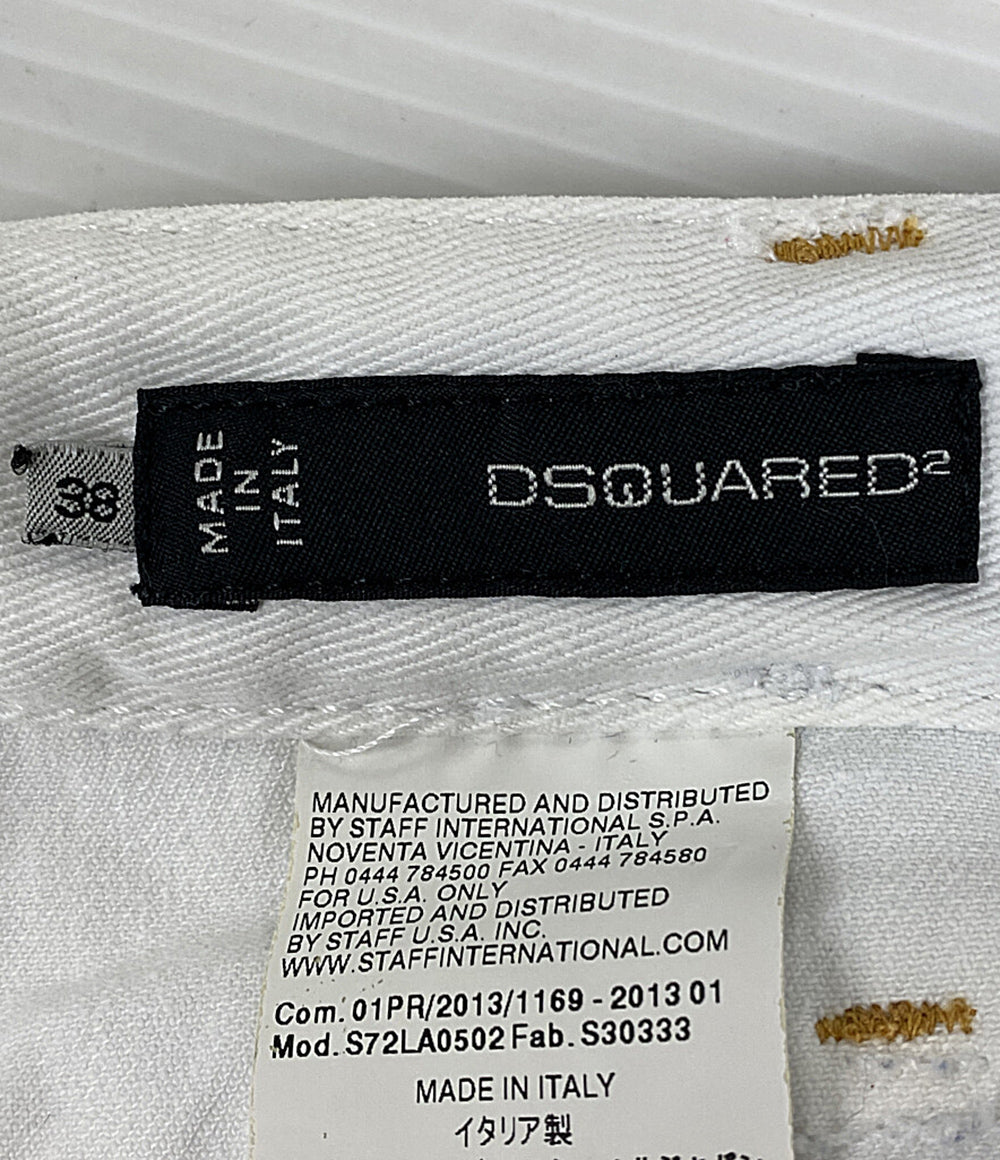 38
MADE
IN
ITALY
DSQUARED²
MANUFACTURED AND DISTRIBUTED
BY STAFF INTERNATIONAL S.P.A.
NOVENTA VICENTINA - ITALY
PH 0444 784500 FAX 0444 784580
FOR U.S.A. ONLY
IMPORTED AND DISTRIBUTED
BY STAFF U.S.A. INC.
WWW.STAFFINTERNATIONAL.COM
Com. 01PR/2013/1169 - 2013 01
Mod. S72LA0502 Fab. S30333
MADE IN ITALY
イタリア製